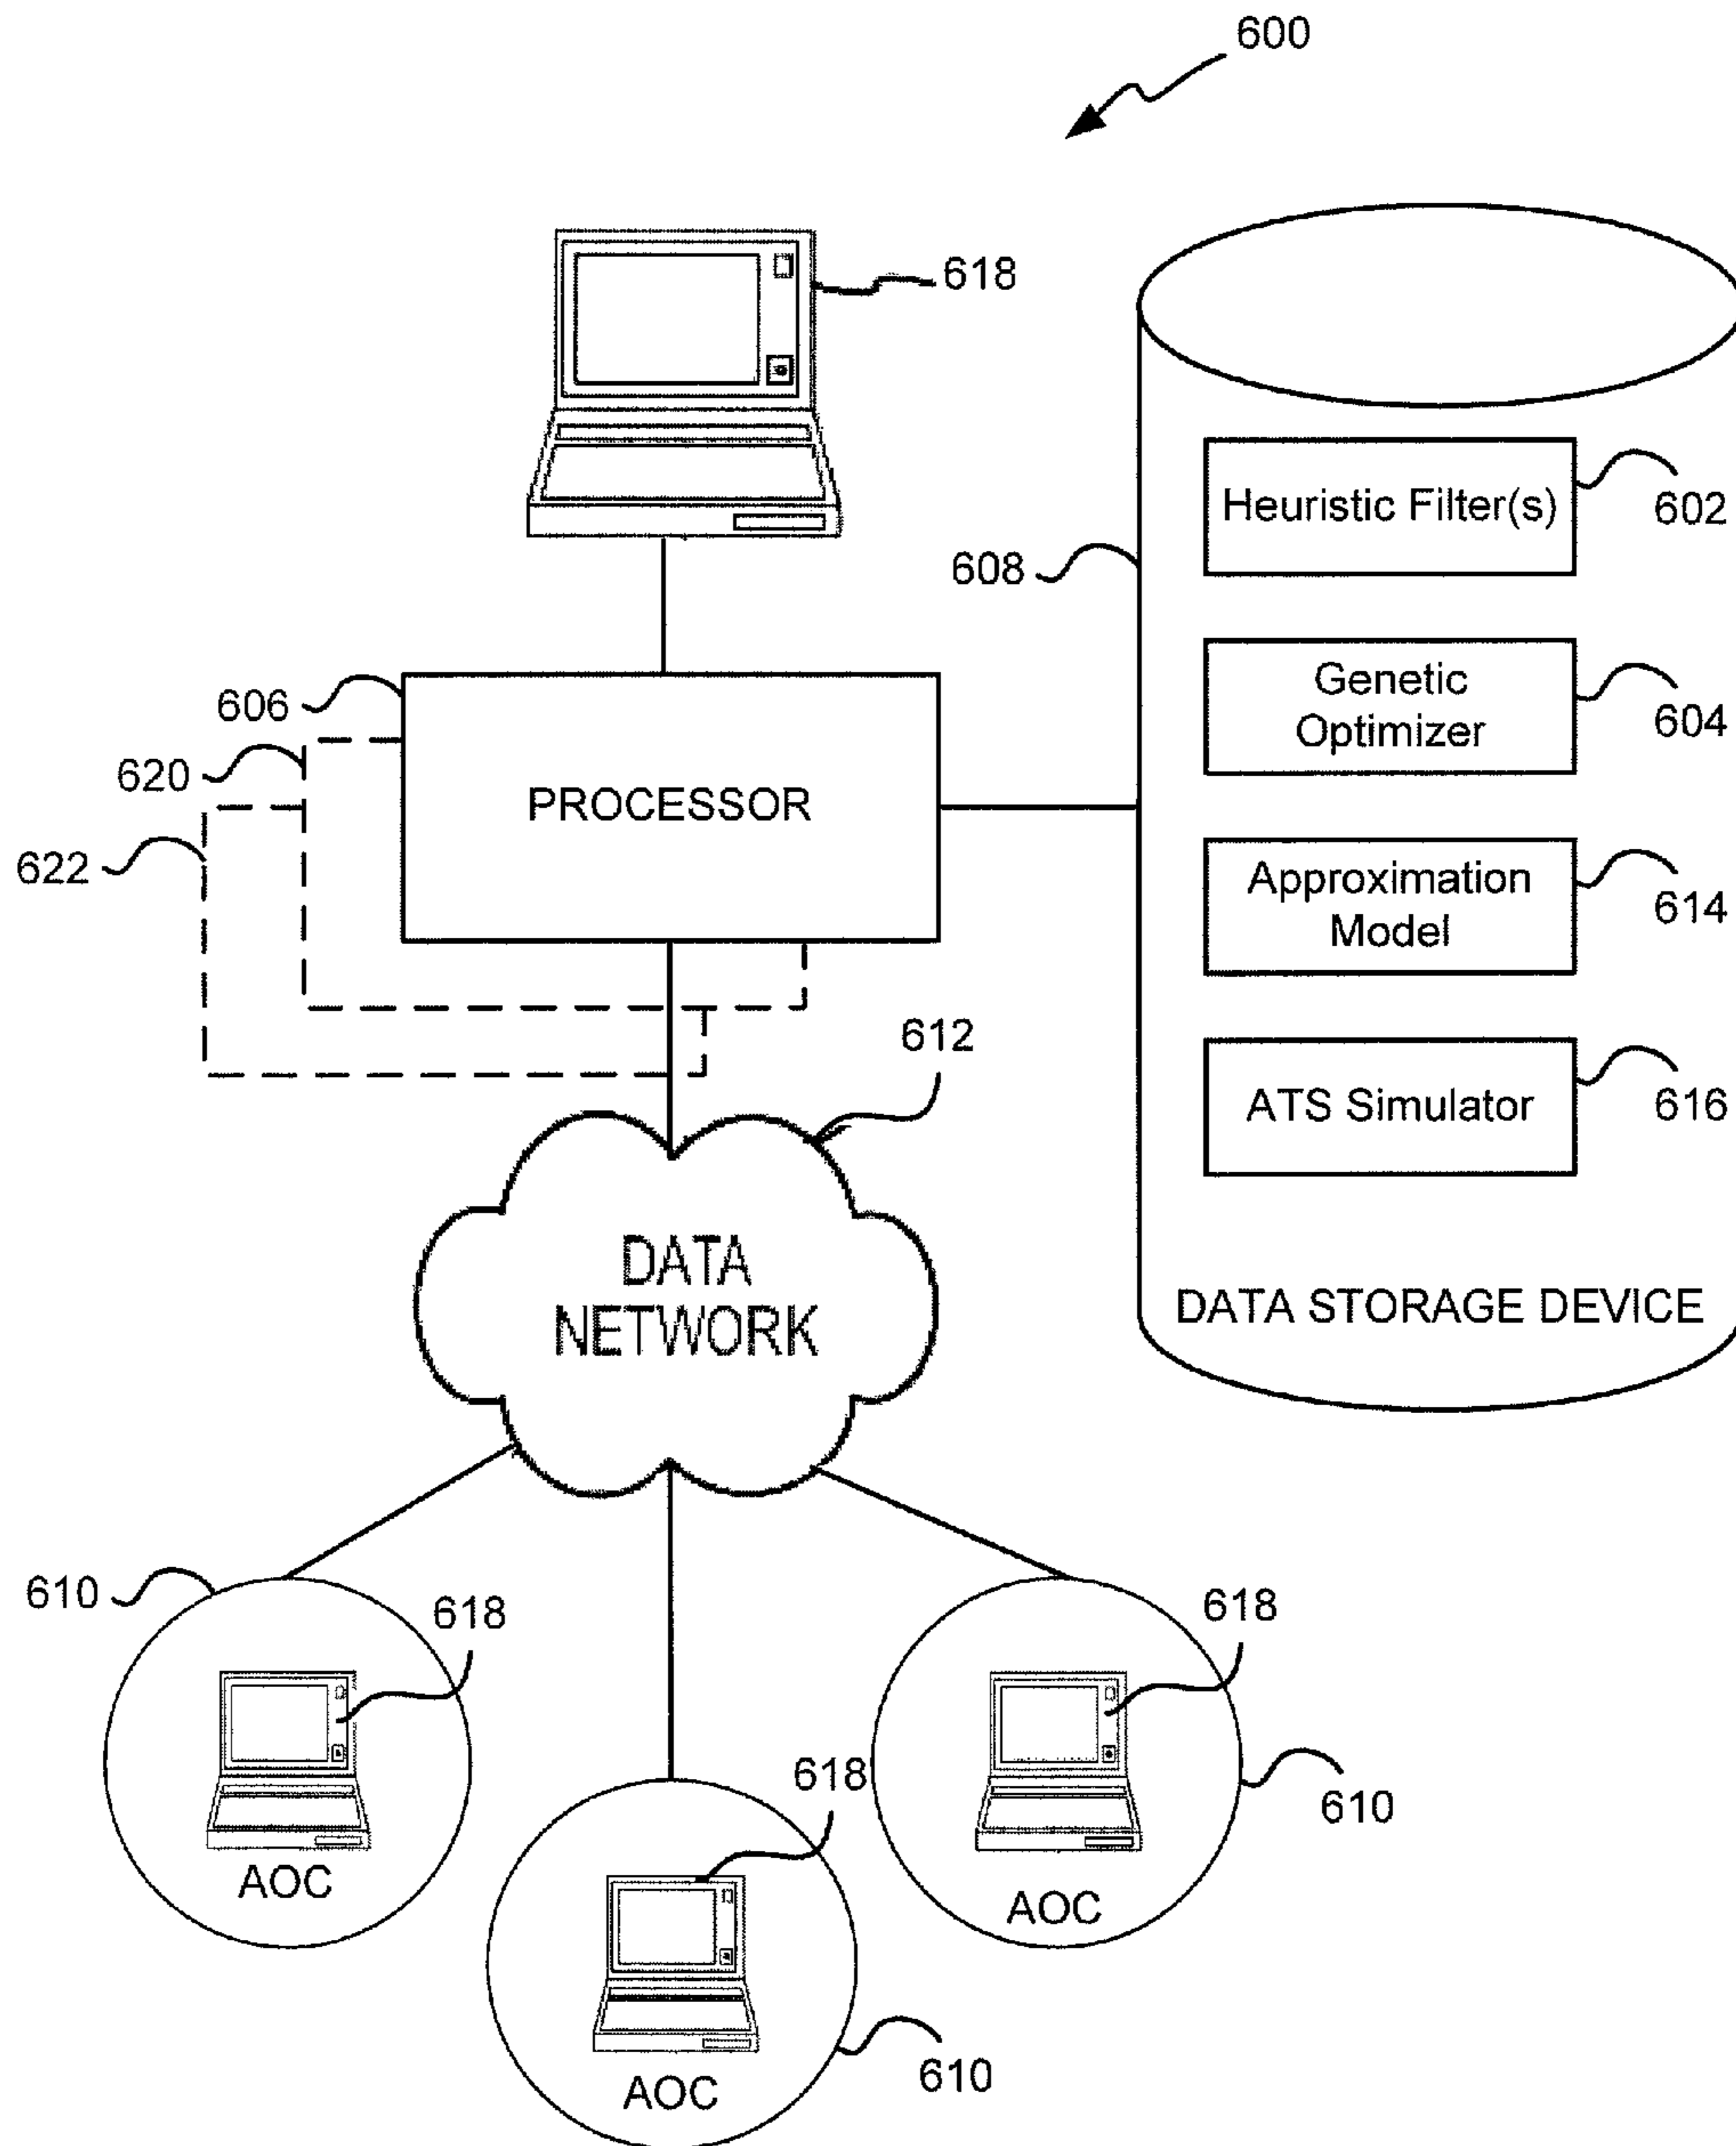 600
618
608
Heuristic Filter(s)
602
606
Genetic
Optimizer
604
620
PROCESSOR
622
Approximation
Model
614
612
ATS Simulator
616
DATA
NETWORK
DATA STORAGE DEVICE
610
618
618
AOC
618
610
AOC
AOC
610